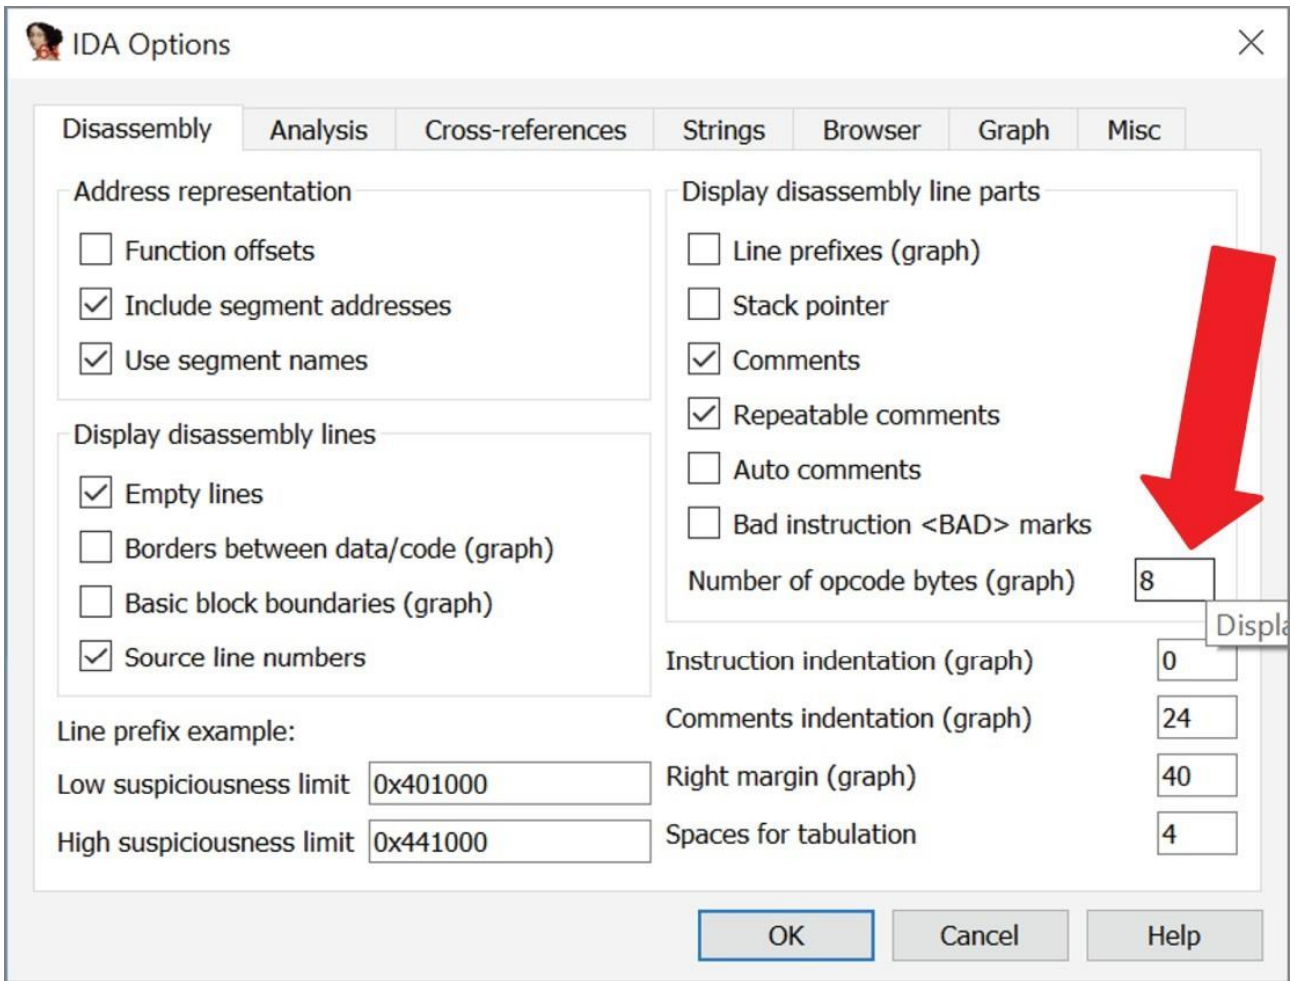 IDA Options
Disassembly Analysis Cross-references Strings Browser Graph Misc
Address representation
Function offsets
Include segment addresses
Use segment names
Display disassembly lines
Empty lines
Borders between data/code (graph)
Basic block boundaries (graph)
Source line numbers
Line prefix example:
Low suspiciousness limit 0x401000
High suspiciousness limit 0x441000
Display disassembly line parts
Line prefixes (graph)
Stack pointer
Comments
Repeatable comments
Auto comments
Bad instruction <BAD> marks
Number of opcode bytes (graph) 8
Displa
Instruction indentation (graph) 0
Comments indentation (graph) 24
Right margin (graph) 40
Spaces for tabulation 4
OK Cancel Help